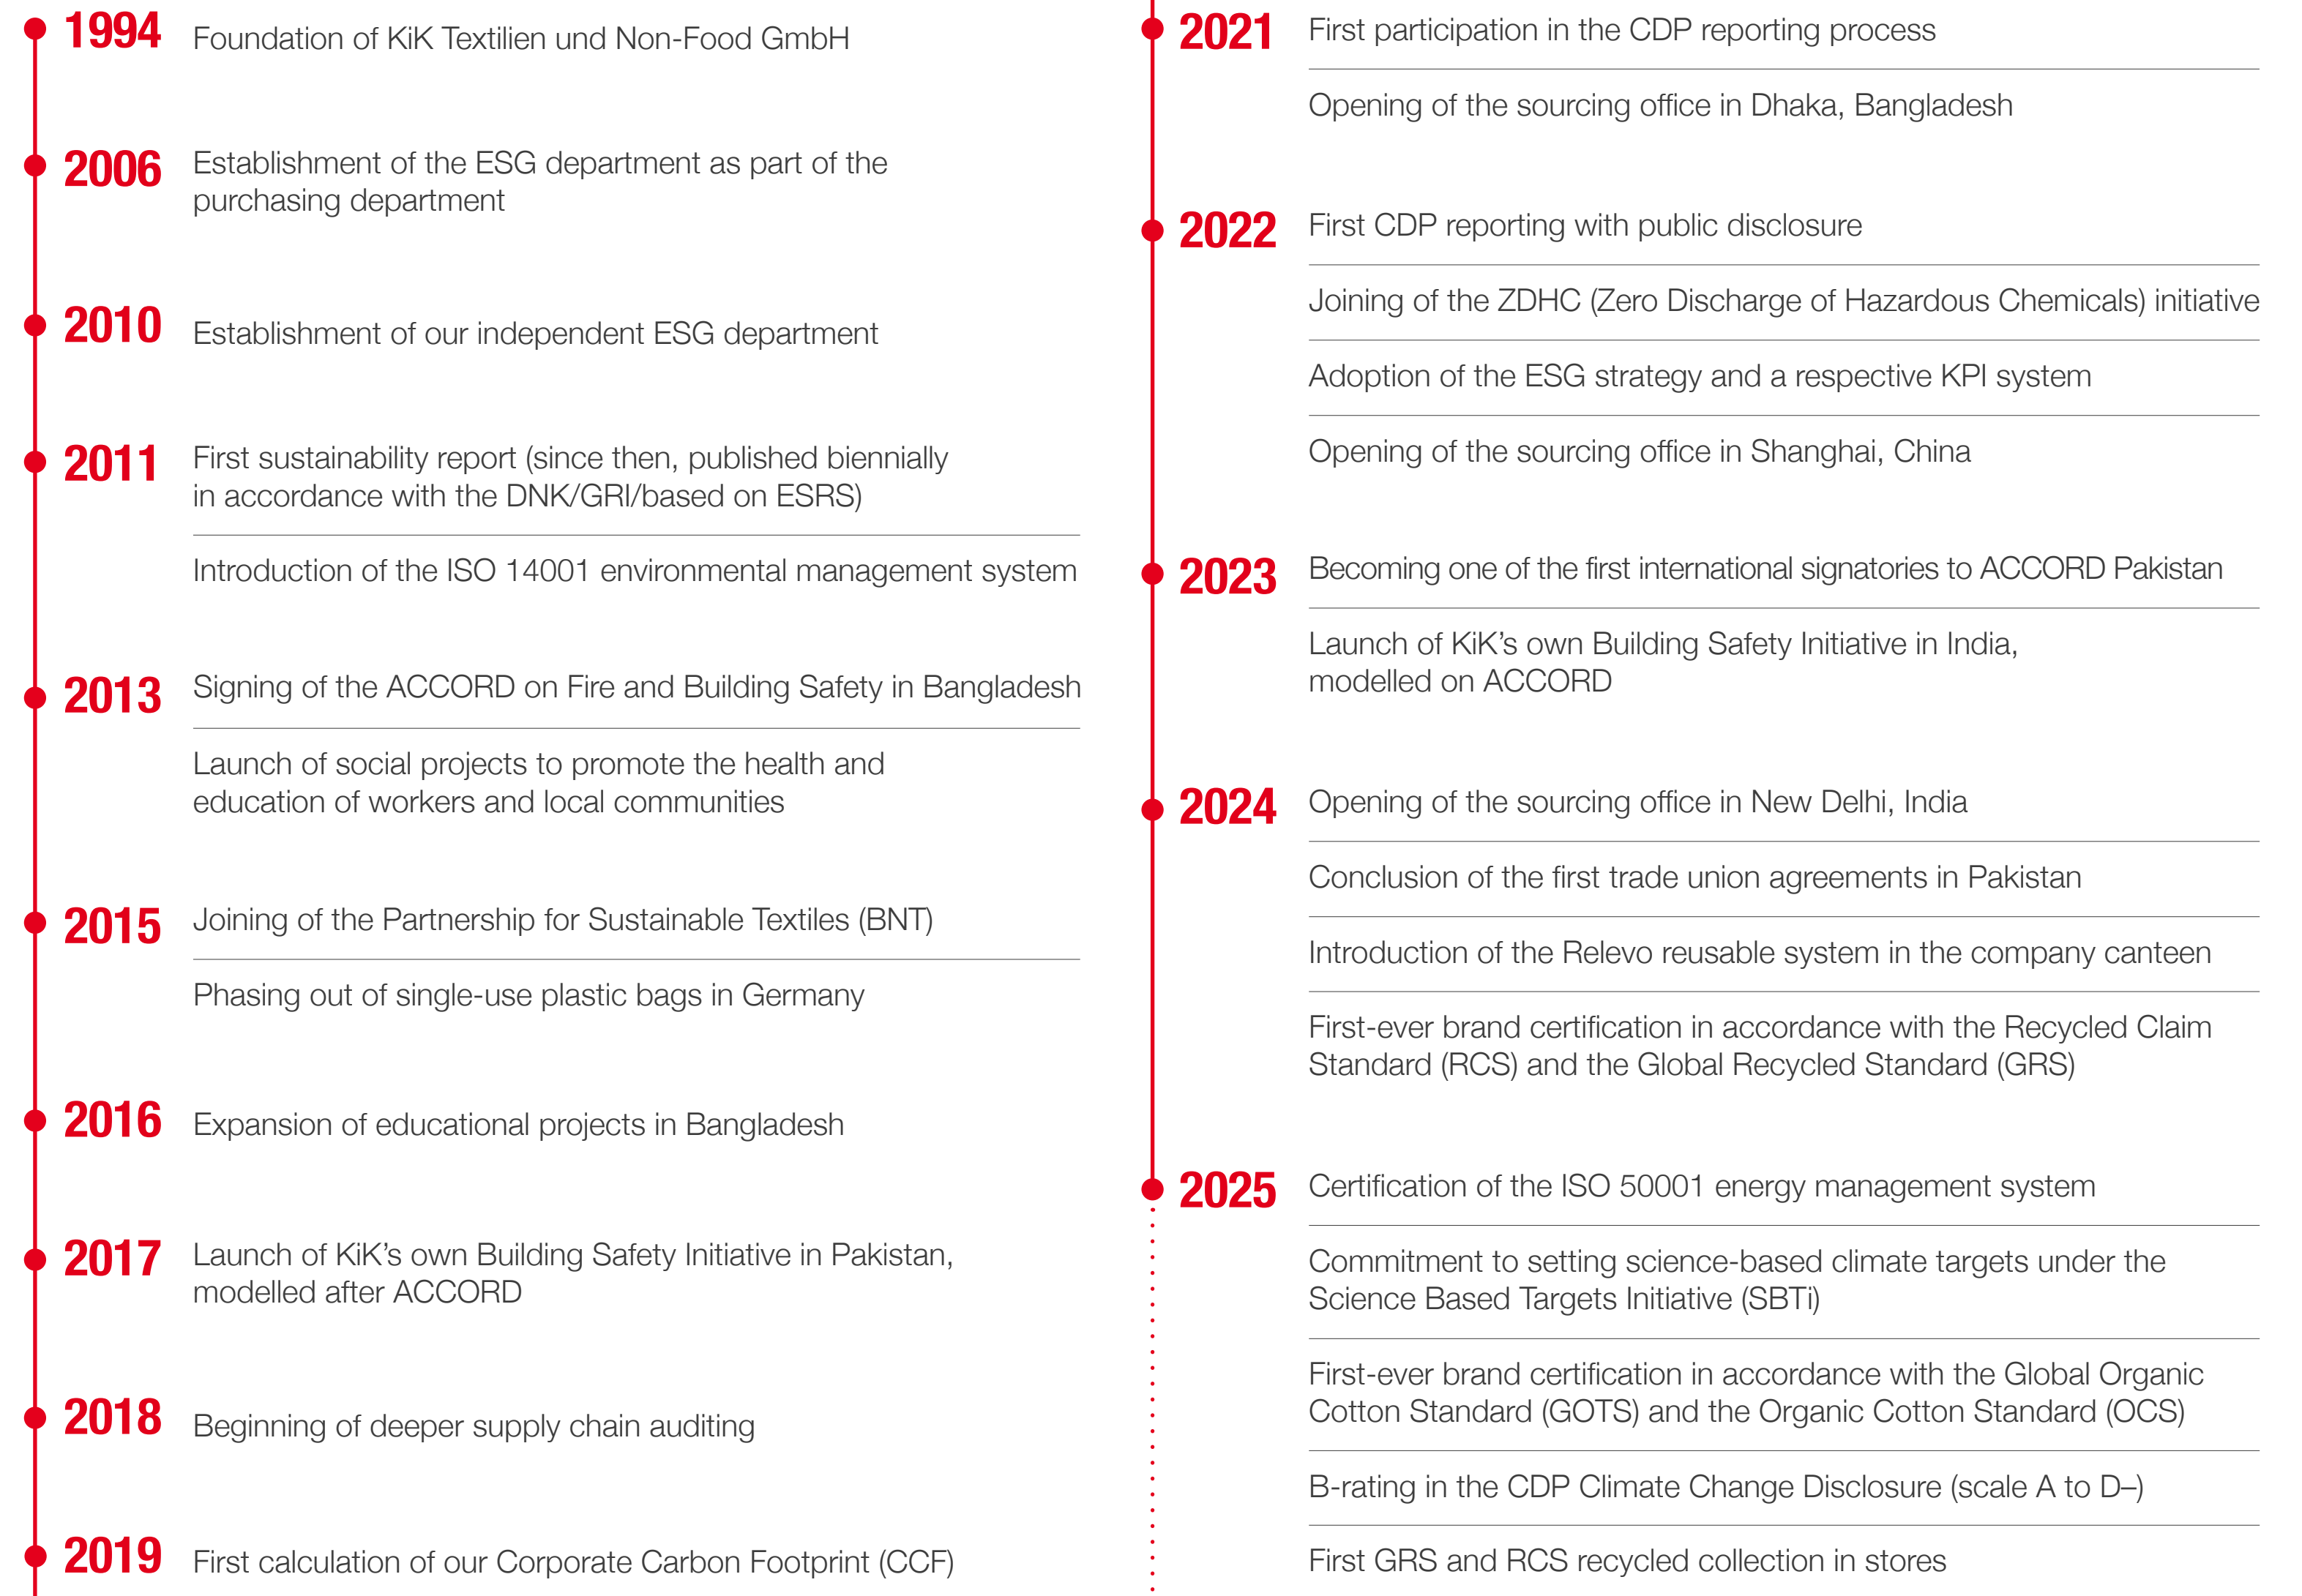 1994
Foundation of KiK Textilien und Non-Food GmbH
2006
Establishment of the ESG department as part of the
purchasing department
2010
Establishment of our independent ESG department
2011
First sustainability report (since then, published biennially
in accordance with the DNK/GRI/based on ESRS)
Introduction of the ISO 14001 environmental management system
2013
Signing of the ACCORD on Fire and Building Safety in Bangladesh
Launch of social projects to promote the health and
education of workers and local communities
2015
Joining of the Partnership for Sustainable Textiles (BNT)
Phasing out of single-use plastic bags in Germany
2016
Expansion of educational projects in Bangladesh
2017
Launch of KiK’s own Building Safety Initiative in Pakistan,
modelled after ACCORD
2018
Beginning of deeper supply chain auditing
2019
First calculation of our Corporate Carbon Footprint (CCF)
2021
First participation in the CDP reporting process
Opening of the sourcing office in Dhaka, Bangladesh
2022
First CDP reporting with public disclosure
Joining of the ZDHC (Zero Discharge of Hazardous Chemicals) initiative
Adoption of the ESG strategy and a respective KPI system
Opening of the sourcing office in Shanghai, China
2023
Becoming one of the first international signatories to ACCORD Pakistan
Launch of KiK’s own Building Safety Initiative in India,
modelled on ACCORD
2024
Opening of the sourcing office in New Delhi, India
Conclusion of the first trade union agreements in Pakistan
Introduction of the Relevo reusable system in the company canteen
First-ever brand certification in accordance with the Recycled Claim
Standard (RCS) and the Global Recycled Standard (GRS)
2025
Certification of the ISO 50001 energy management system
Commitment to setting science-based climate targets under the
Science Based Targets Initiative (SBTi)
First-ever brand certification in accordance with the Global Organic
Cotton Standard (GOTS) and the Organic Cotton Standard (OCS)
B-rating in the CDP Climate Change Disclosure (scale A to D–)
First GRS and RCS recycled collection in stores